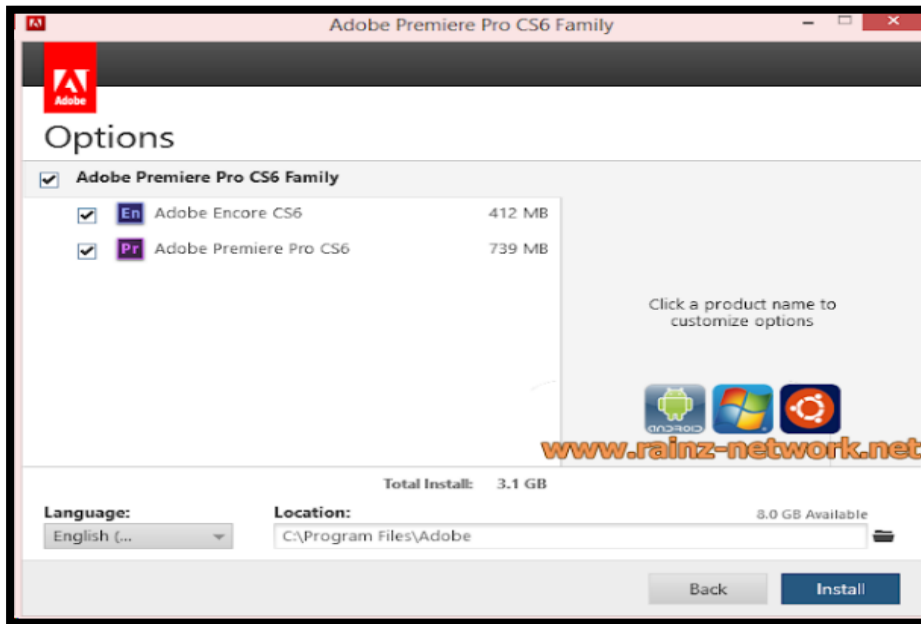 Adobe Premiere Pro CS6 Family
Adobe
Options
Adobe Premiere Pro CS6 Family
En Adobe Encore CS6 412 MB
Pr Adobe Premiere Pro CS6 739 MB
Click a product name to
customize options
ANDROID
www.rainz-network.net
Total Install: 3.1 GB
Language: Location: 8.0 GB Available
English (... C:\Program Files\Adobe
Back Install